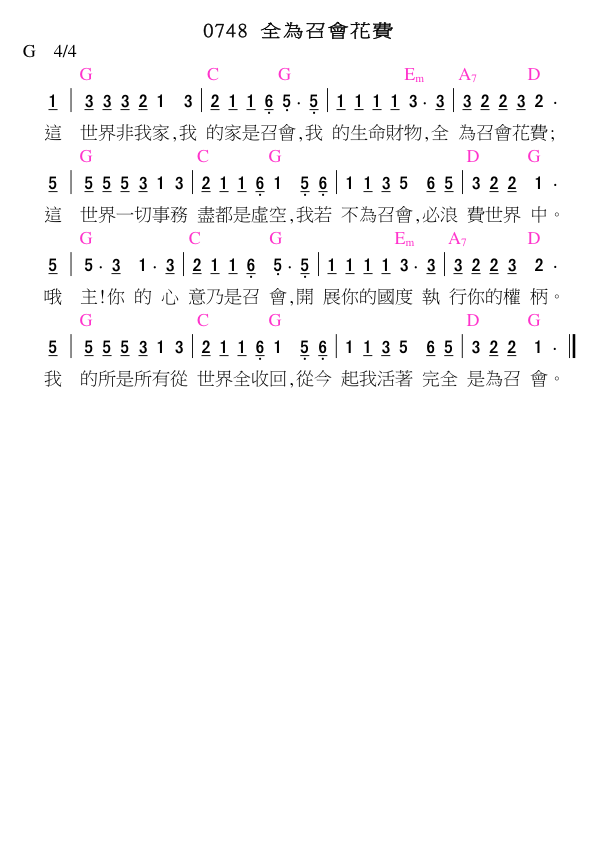 0748 全為召會花費
G 4/4
G C G Em A7 D
1 | 3 3 3 2 1 3 | 2 1 1 6 5 · 5 | 1 1 1 1 3 · 3 | 3 2 2 3 2 ·
這 世界非我家,我 的家是召會,我 的生命財物,全 為召會花費;
G C G D G
5 | 5 5 5 3 1 3 | 2 1 1 6 1 5 6 | 1 1 3 5 6 5 | 3 2 2 1 ·
這 世界一切事務 盡都是虛空,我若 不為召會,必浪 費世界 中。
G C G Em A7 D
5 | 5 · 3 1 · 3 | 2 1 1 6 5 · 5 | 1 1 1 1 3 · 3 | 3 2 2 3 2 ·
哦 主!你 的 心 意乃是召 會,開 展你的國度 執 行你的權 柄。
G C G D G
5 | 5 5 5 3 1 3 | 2 1 1 6 1 5 6 | 1 1 3 5 6 5 | 3 2 2 1 · ‖
我 的所是所有從 世界全收回,從今 起我活著 完全 是為召 會。